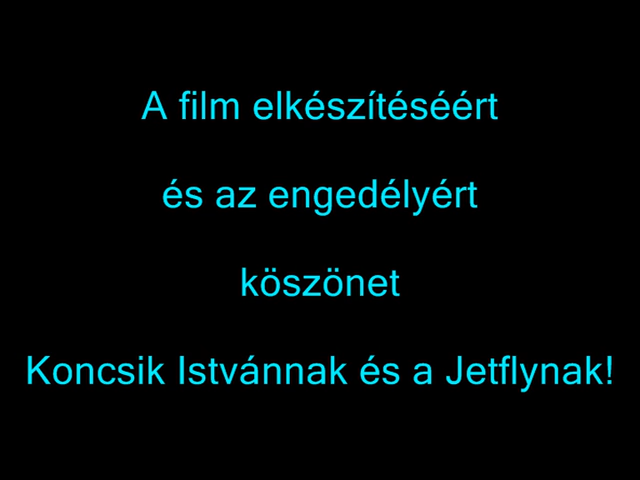 A film elkészítéséért
és az engedélyért
köszönet
Koncsik Istvánnak és a Jetflynak!